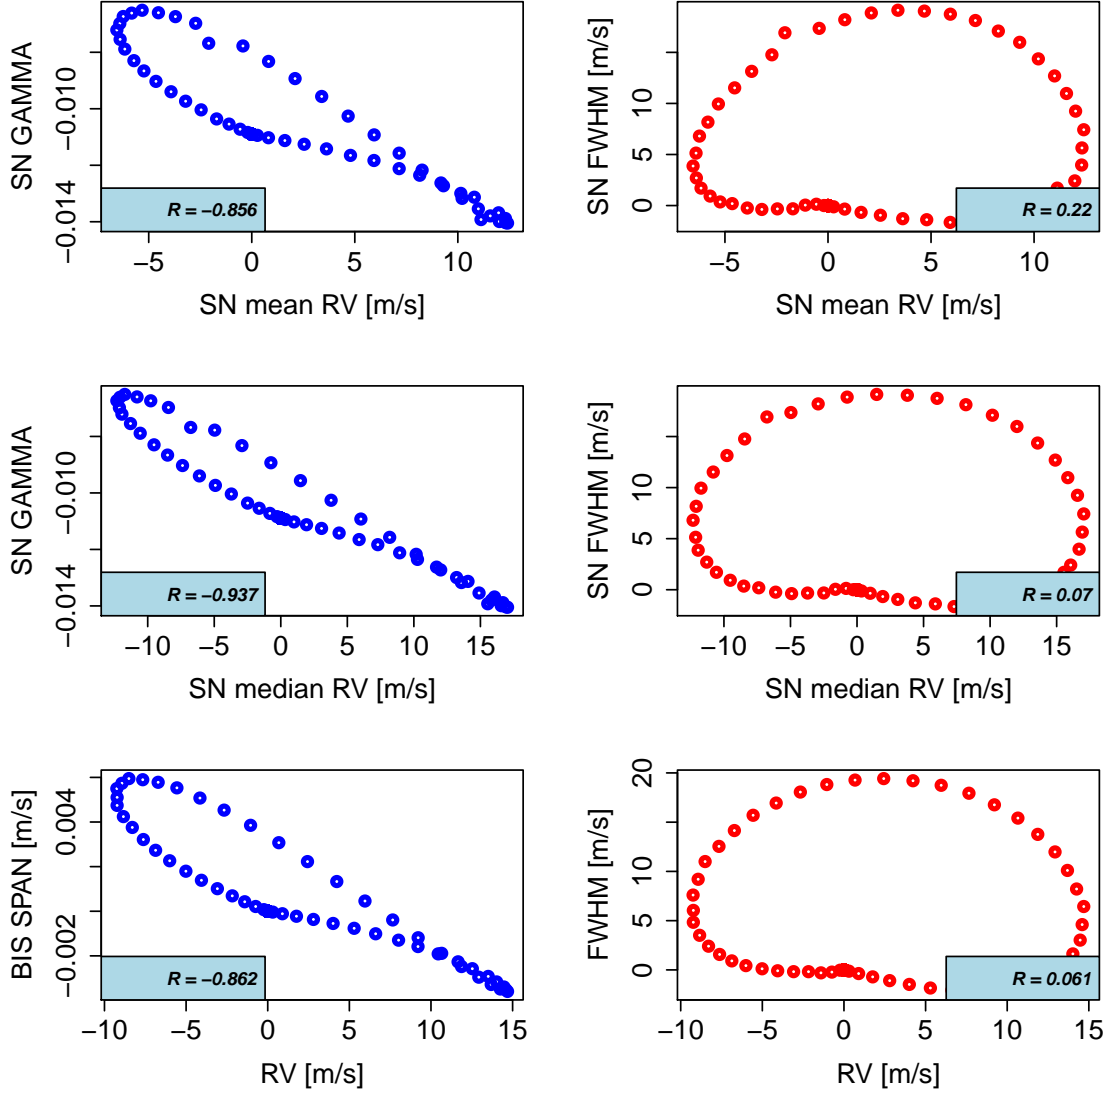 SN GAMMA
−0.014
−0.010
R = −0.856
−5
0
5
10
SN mean RV [m/s]
SN FWHM [m/s]
0
5
10
R = 0.22
−5
0
5
10
SN mean RV [m/s]
SN GAMMA
−0.014
−0.010
R = −0.937
−10
−5
0
5
10
15
SN median RV [m/s]
SN FWHM [m/s]
0
5
10
R = 0.07
−10
−5
0
5
10
15
SN median RV [m/s]
BIS SPAN [m/s]
−0.002
0.004
R = −0.862
−10
−5
0
5
10
15
RV [m/s]
FWHM [m/s]
0
5
10
20
R = 0.061
−10
−5
0
5
10
15
RV [m/s]